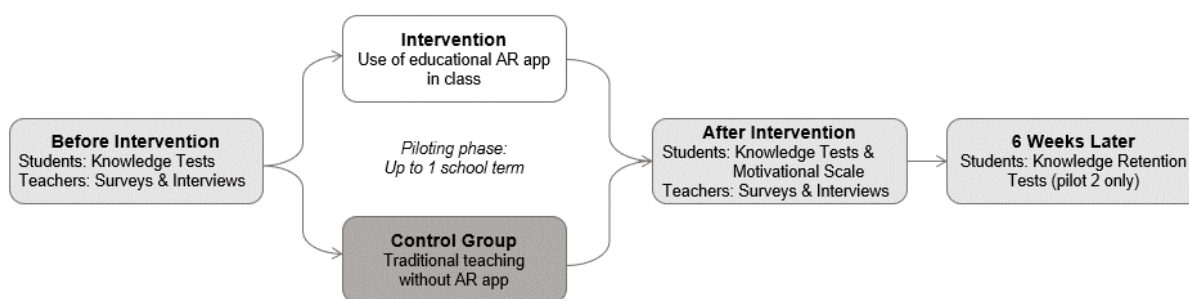 Before Intervention
Students: Knowledge Tests
Teachers: Surveys & Interviews
Intervention
Use of educational AR app
in class
Piloting phase:
Up to 1 school term
Control Group
Traditional teaching
without AR app
After Intervention
Students: Knowledge Tests &
Motivational Scale
Teachers: Surveys & Interviews
6 Weeks Later
Students: Knowledge Retention
Tests (pilot 2 only)